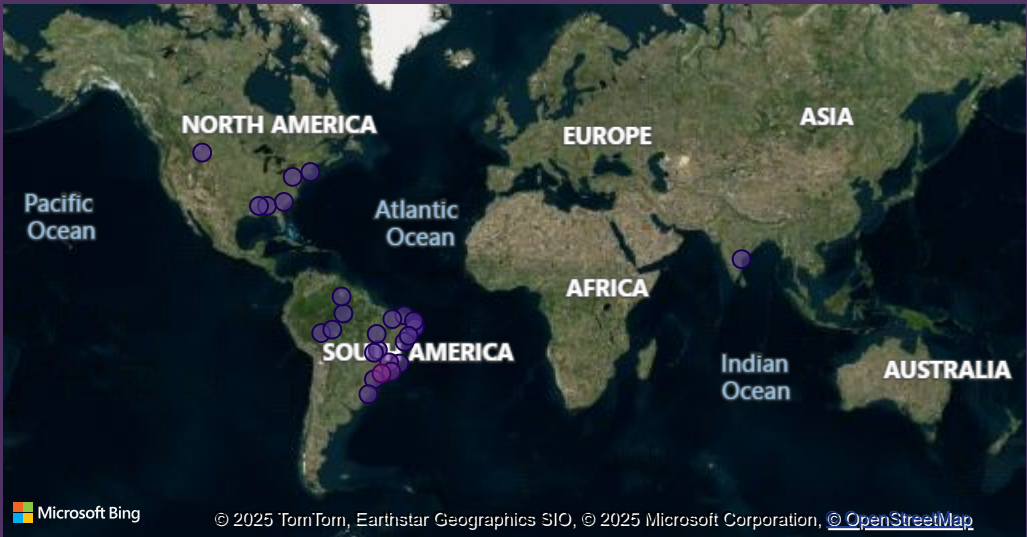 NORTH AMERICA
EUROPE
ASIA
Pacific
Ocean
Atlantic
Ocean
AFRICA
SOUTH AMERICA
Indian
Ocean
AUSTRALIA
Microsoft Bing
© 2025 TomTom, Earthstar Geographics SIO, © 2025 Microsoft Corporation, © OpenStreetMap